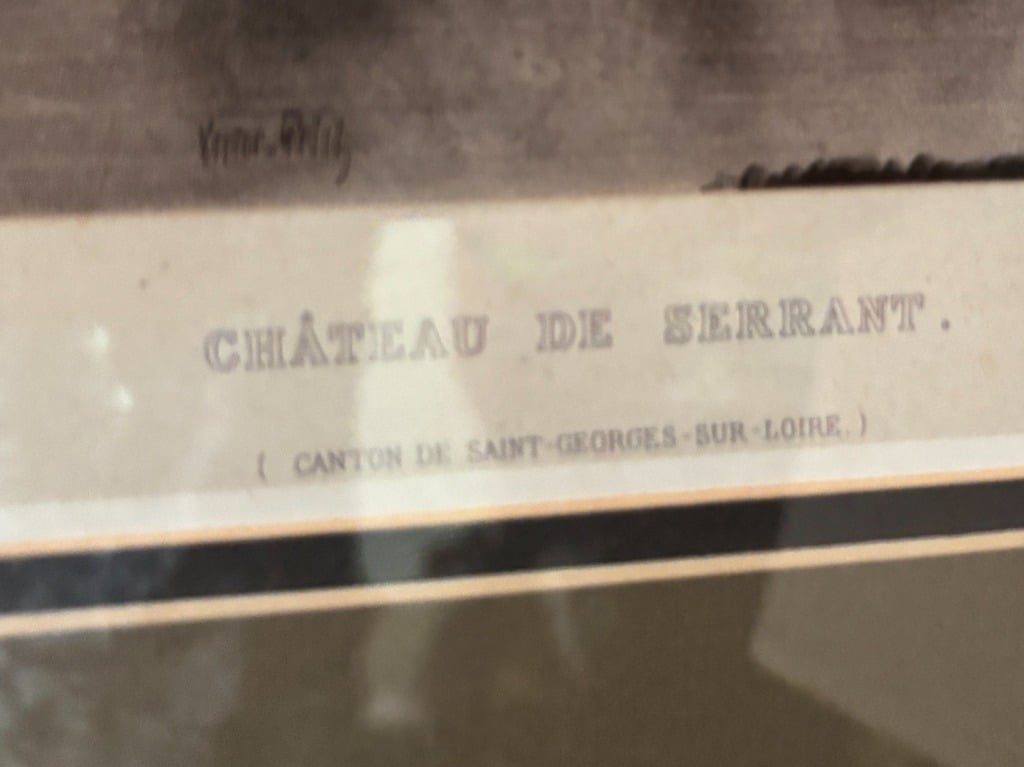 CHÂTEAU DE SERRANT.
( CANTON DE SAINT-GEORGES-SUR-LOIRE.)